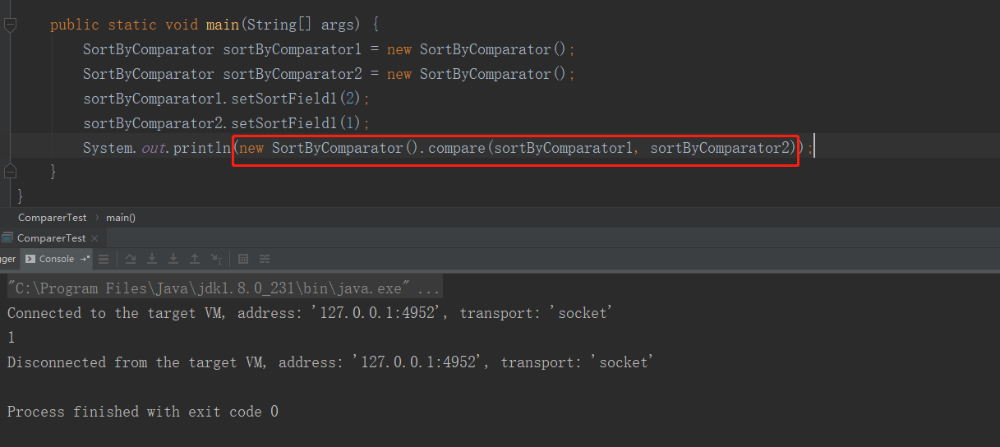 public static void main(String[] args) {
SortByComparator sortByComparator1 = new SortByComparator();
SortByComparator sortByComparator2 = new SortByComparator();
sortByComparator1.setSortField1(2);
sortByComparator2.setSortField1(1);
System.out.println(new SortByComparator().compare(sortByComparator1, sortByComparator2));
}
}
ComparerTest › main()
ComparerTest ×
gger Console
"C:\Program Files\Java\jdk1.8.0_231\bin\java.exe" ...
Connected to the target VM, address: '127.0.0.1:4952', transport: 'socket'
1
Disconnected from the target VM, address: '127.0.0.1:4952', transport: 'socket'
Process finished with exit code 0